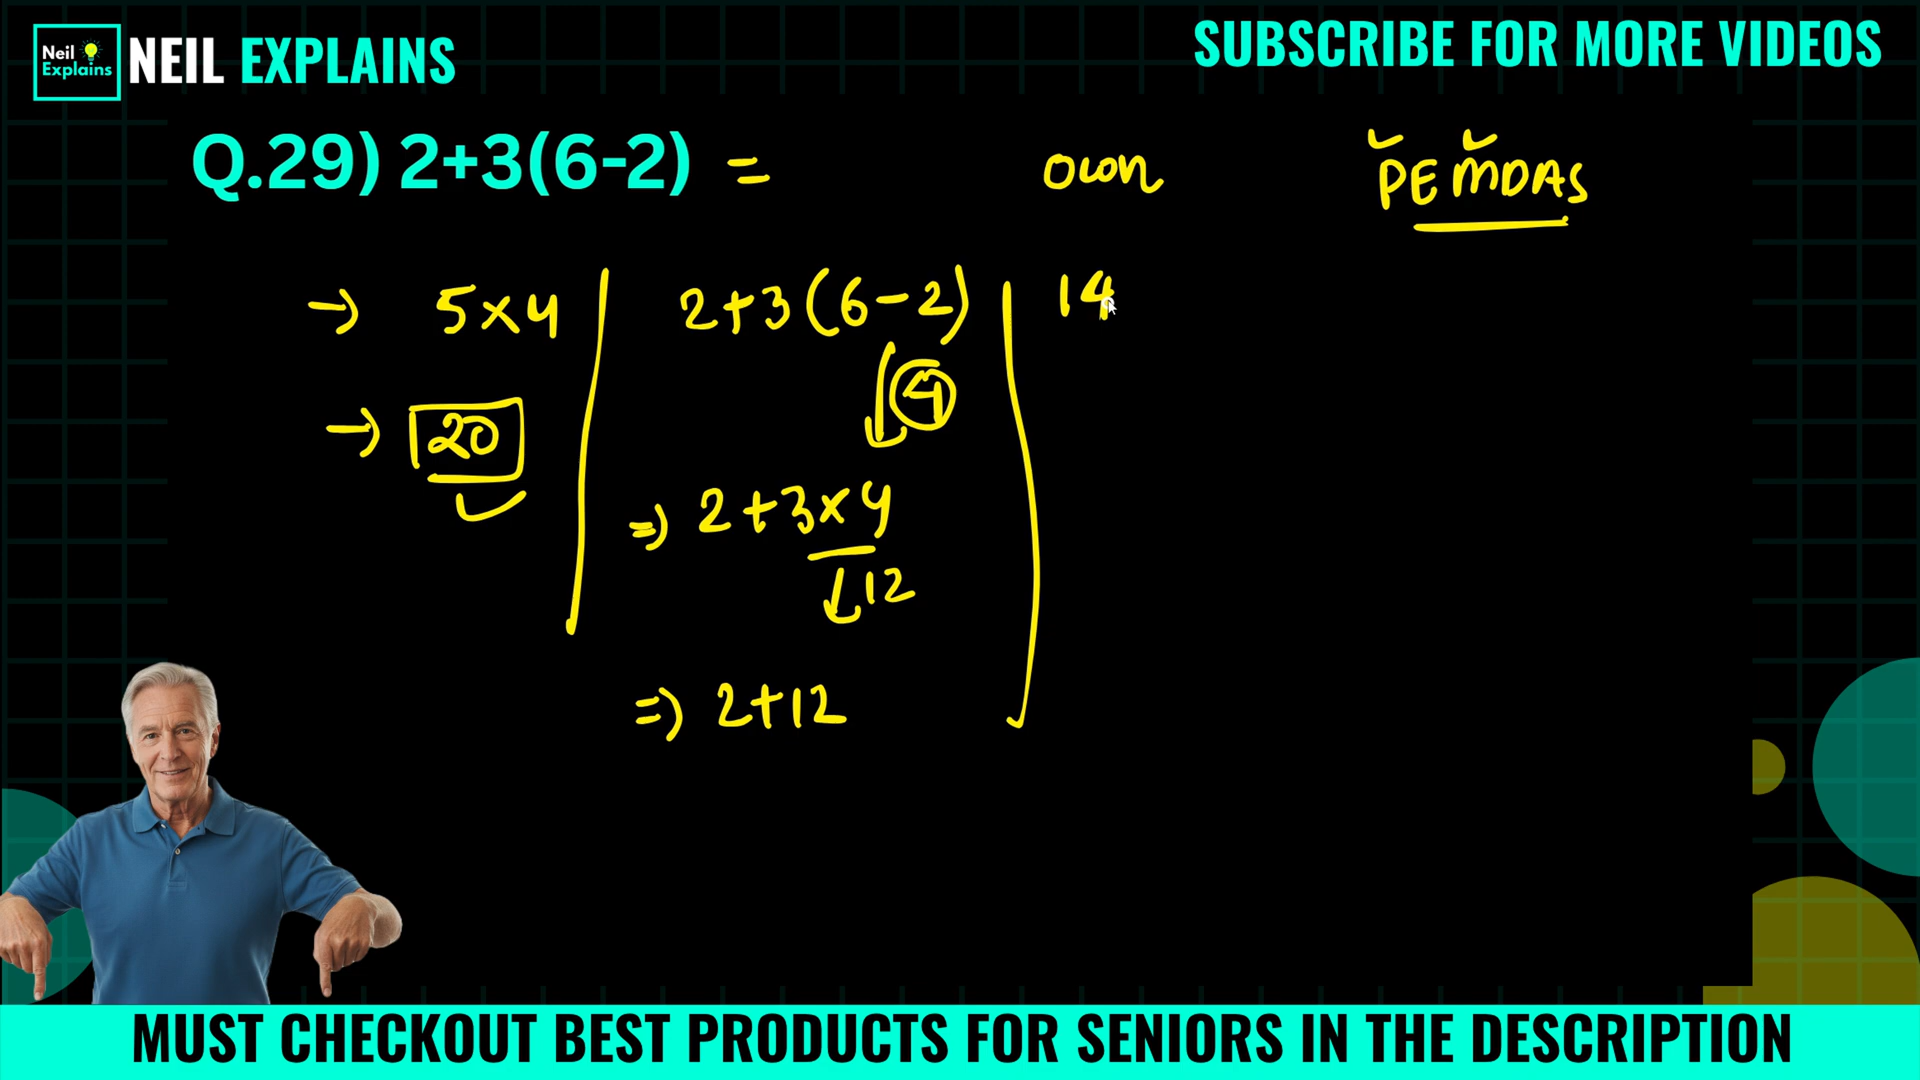 Neil
Explains
NEIL EXPLAINS
SUBSCRIBE FOR MORE VIDEOS
Q.29) 2+3(6-2) =
own
PEMDAS
→ 5×4
→ 20
2+3(6-2)
4
⇒ 2+3×4
12
⇒ 2+12
14
MUST CHECKOUT BEST PRODUCTS FOR SENIORS IN THE DESCRIPTION